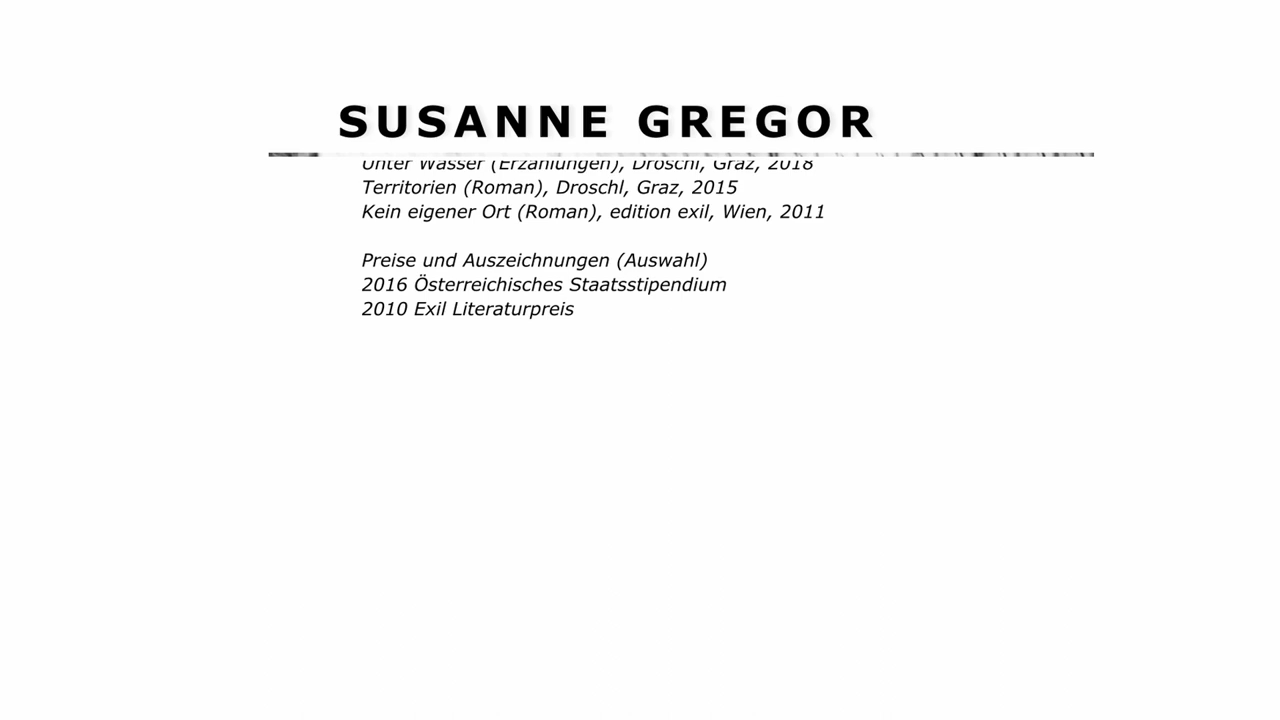 SUSANNE GREGOR
Unter Wasser (Erzählungen), Droschl, Graz, 2018
Territorien (Roman), Droschl, Graz, 2015
Kein eigener Ort (Roman), edition exil, Wien, 2011
Preise und Auszeichnungen (Auswahl)
2016 Österreichisches Staatsstipendium
2010 Exil Literaturpreis